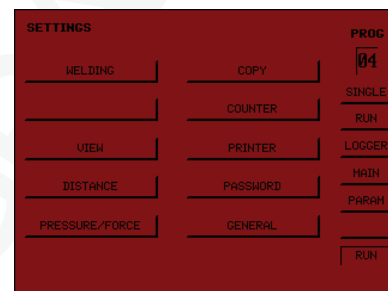 SETTINGS
PROG
04
WELDING
COPY
SINGLE
COUNTER
RUN
VIEW
PRINTER
LOGGER
DISTANCE
PASSWORD
MAIN
PARAM
PRESSURE/FORCE
GENERAL
RUN